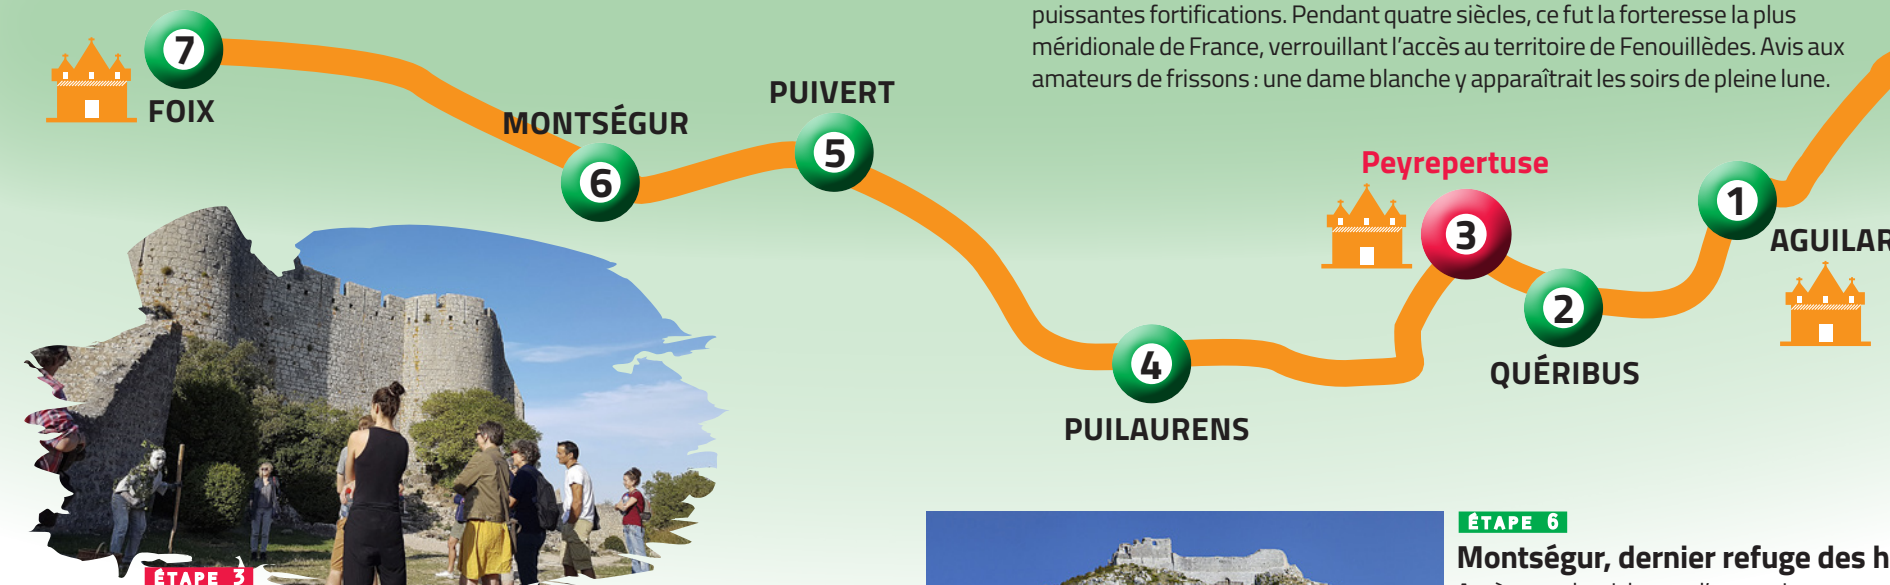 puissantes fortifications. Pendant quatre siècles, ce fut la forteresse la plus
méridionale de France, verrouillant l'accès au territoire de Fenouillèdes. Avis aux
amateurs de frissons : une dame blanche y apparaîtrait les soirs de pleine lune.
7
FOIX
MONTSÉGUR
6
PUIVERT
5
Peyrepertuse
3
1
AGUILAR
2
QUÉRIBUS
4
PUILAURENS
ÉTAPE 3
ÉTAPE 6
Montségur, dernier refuge des h